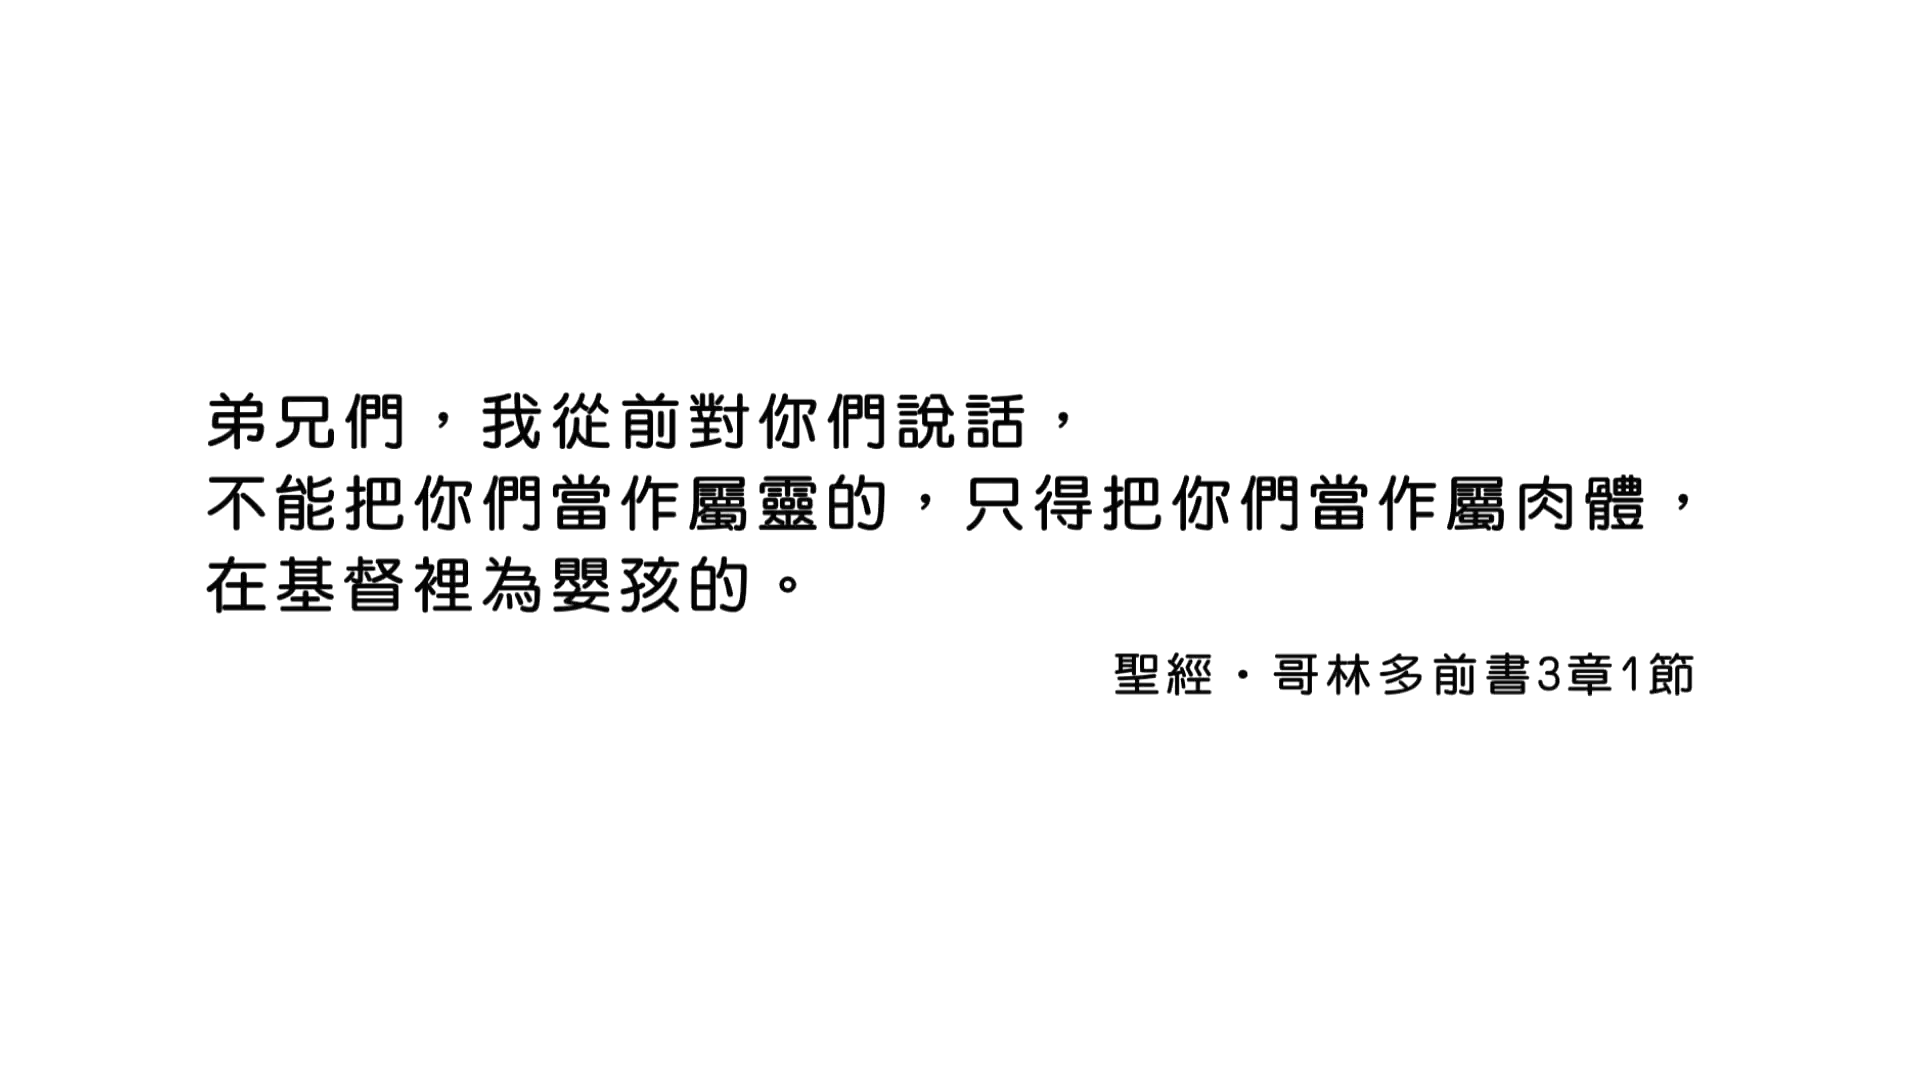 弟兄們，我從前對你們說話，
不能把你們當作屬靈的，只得把你們當作屬肉體，
在基督裡為嬰孩的。
聖經・哥林多前書3章1節